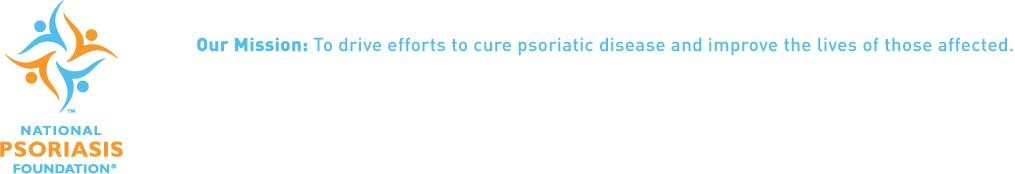 Our Mission: To drive efforts to cure psoriatic disease and improve the lives of those affected.
™
NATIONAL
PSORIASIS
FOUNDATION®